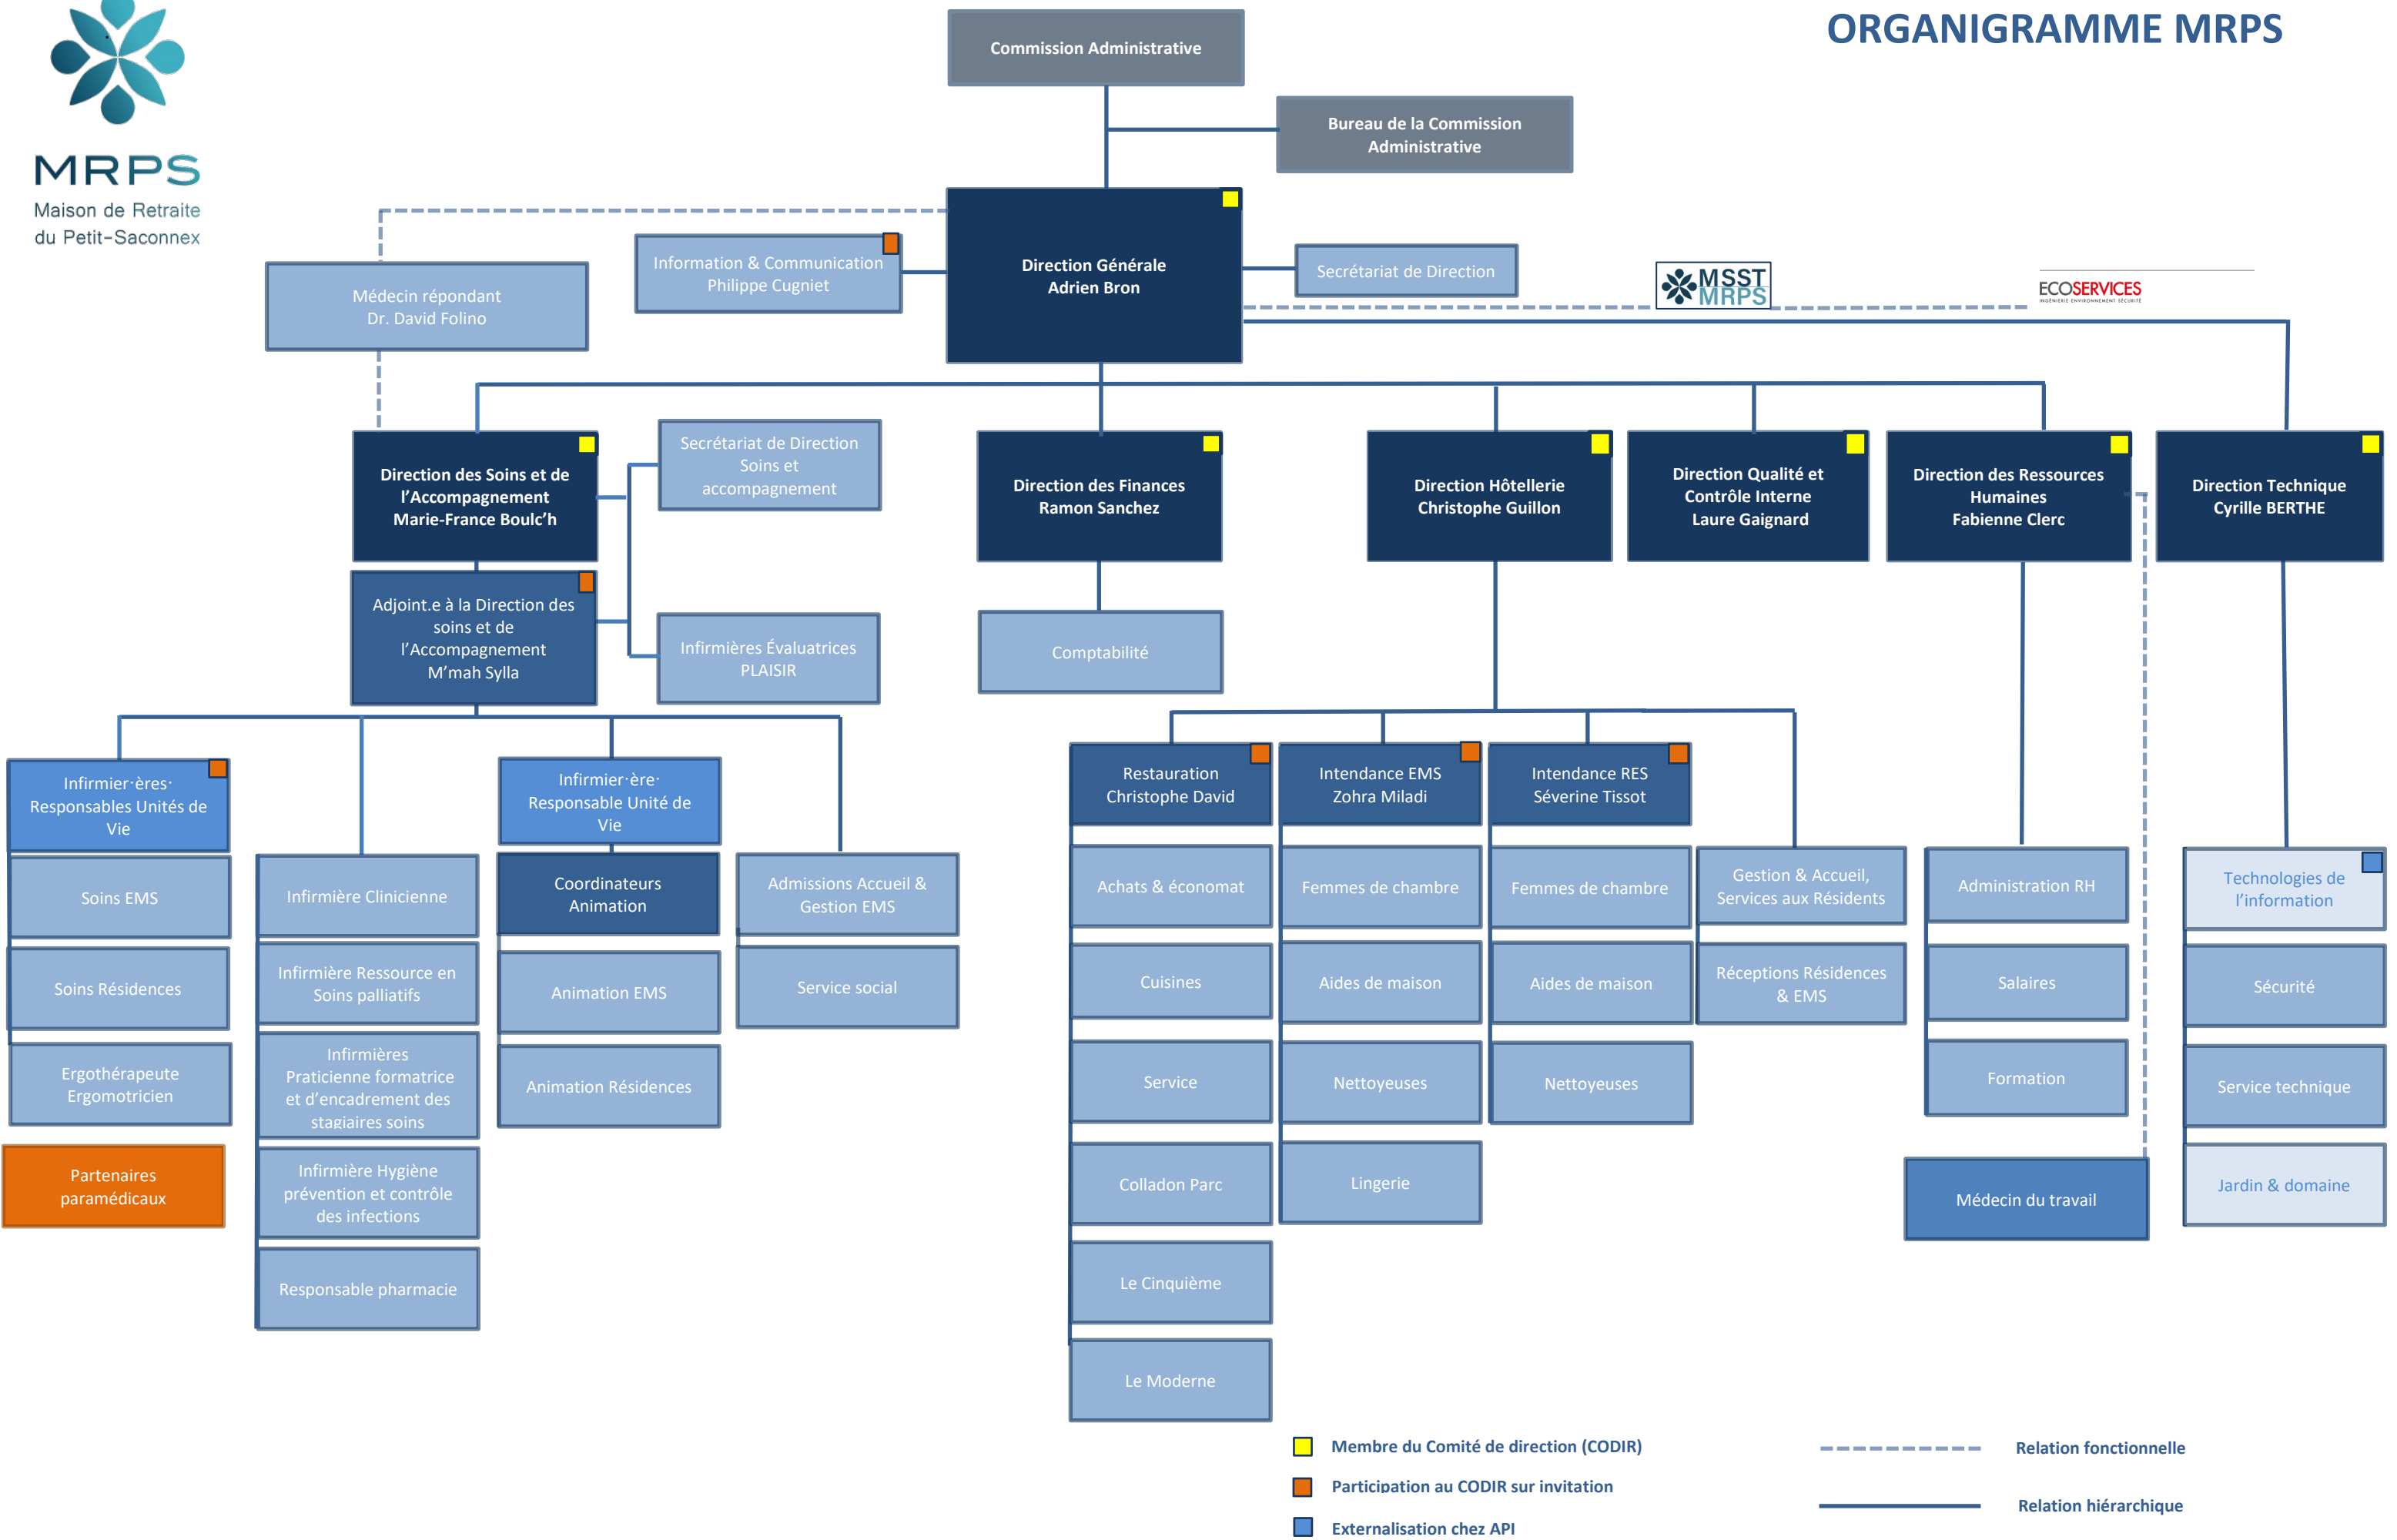 ORGANIGRAMME MRPS
MRPS
Maison de Retraite
du Petit-Saconnex
Commission Administrative
Bureau de la Commission
Administrative
Direction Générale
Adrien Bron
Information & Communication
Philippe Cugniet
Secrétariat de Direction
MSST
MRPS
ECOSERVICES
INGÉNIERIE ENVIRONNEMENT SÉCURITÉ
Médecin répondant
Dr. David Folino
Direction des Soins et de
l’Accompagnement
Marie-France Boulc’h
Secrétariat de Direction
Soins et
accompagnement
Direction des Finances
Ramon Sanchez
Direction Hôtellerie
Christophe Guillon
Direction Qualité et
Contrôle Interne
Laure Gaignard
Direction des Ressources
Humaines
Fabienne Clerc
Direction Technique
Cyrille BERTHE
Adjoint.e à la Direction des
soins et de
l’Accompagnement
M’mah Sylla
Infirmières Évaluatrices
PLAISIR
Comptabilité
Infirmier·ères·
Responsables Unités de
Vie
Soins EMS
Soins Résidences
Ergothérapeute
Ergomotricien
Partenaires
paramédicaux
Infirmière Clinicienne
Infirmière Ressource en
Soins palliatifs
Infirmières
Praticienne formatrice
et d’encadrement des
stagiaires soins
Infirmière Hygiène
prévention et contrôle
des infections
Responsable pharmacie
Infirmier·ère·
Responsable Unité de
Vie
Coordinateurs
Animation
Animation EMS
Animation Résidences
Admissions Accueil &
Gestion EMS
Service social
Restauration
Christophe David
Achats & économat
Cuisines
Service
Colladon Parc
Le Cinquième
Le Moderne
Intendance EMS
Zohra Miladi
Femmes de chambre
Aides de maison
Nettoyeuses
Lingerie
Intendance RES
Séverine Tissot
Femmes de chambre
Aides de maison
Nettoyeuses
Gestion & Accueil,
Services aux Résidents
Réceptions Résidences
& EMS
Administration RH
Salaires
Formation
Médecin du travail
Technologies de
l’information
Sécurité
Service technique
Jardin & domaine
Membre du Comité de direction (CODIR)
Participation au CODIR sur invitation
Externalisation chez API
Relation fonctionnelle
Relation hiérarchique